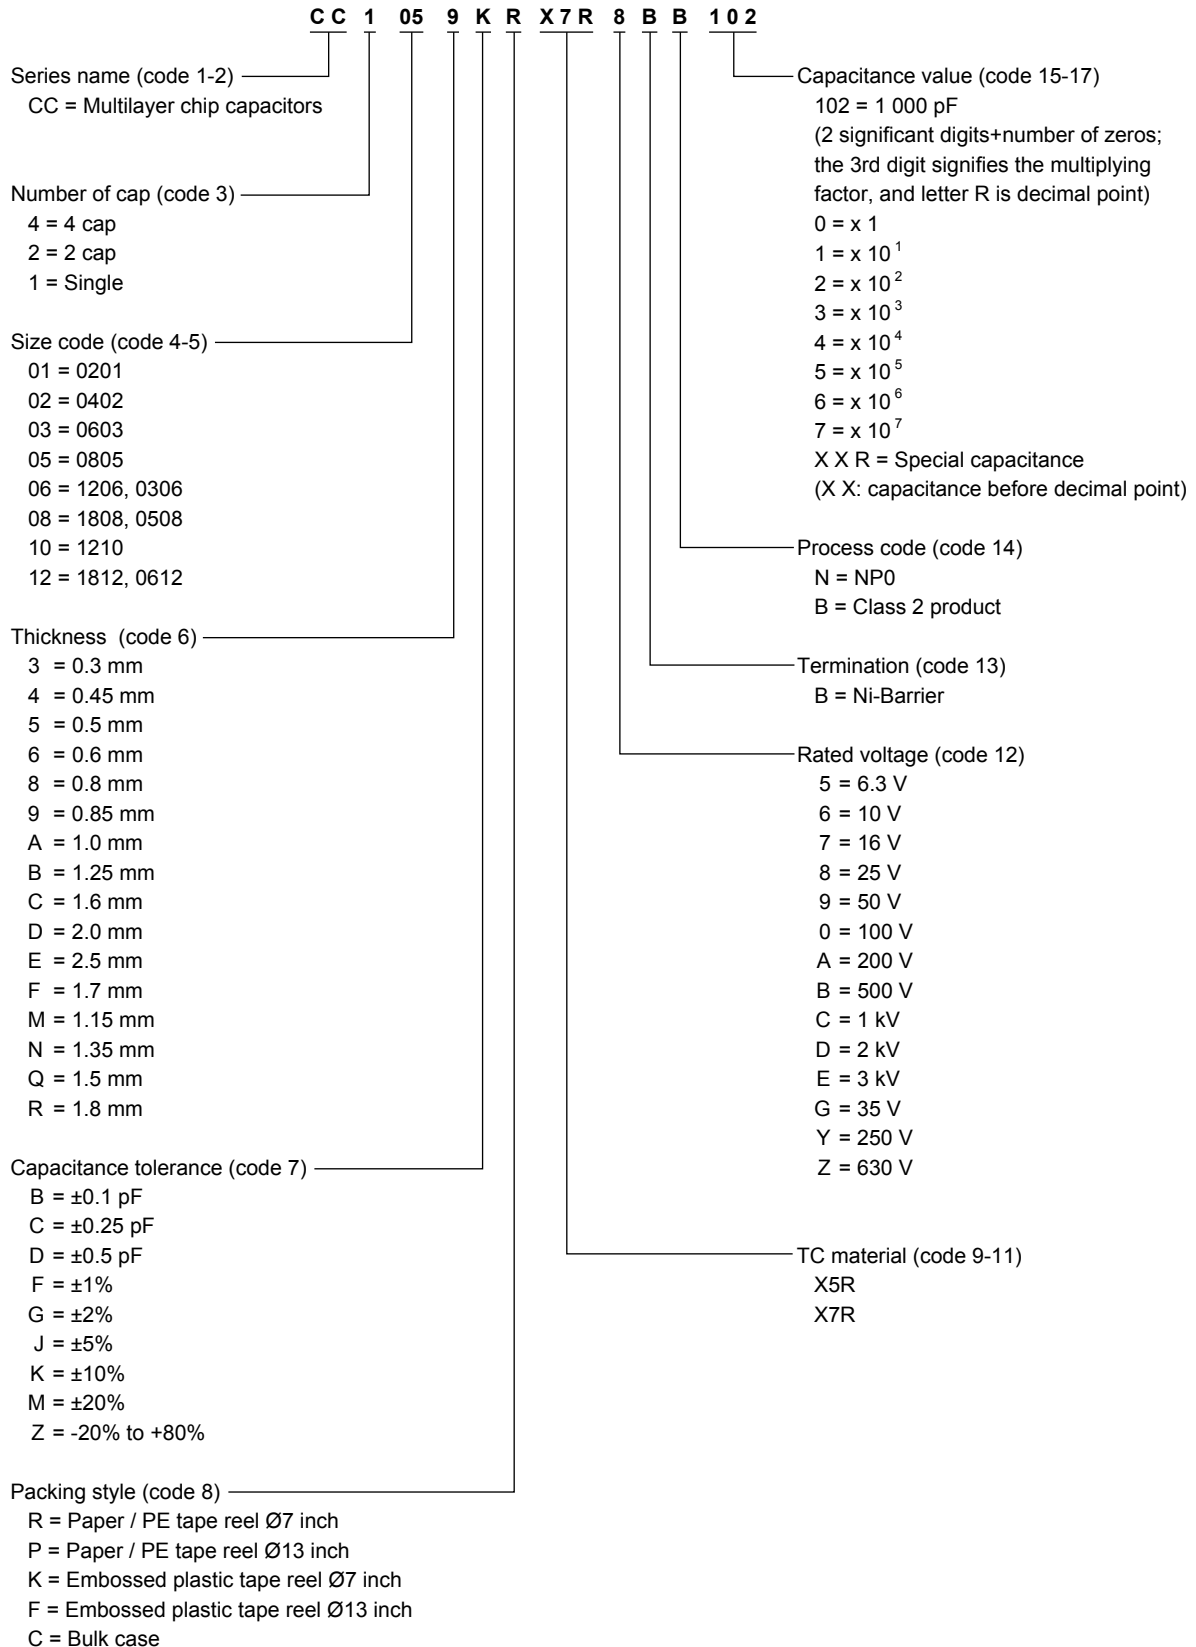 CC 1 05 9 K R X7R 8 B B 102
Series name (code 1-2)
CC = Multilayer chip capacitors
Number of cap (code 3)
4 = 4 cap
2 = 2 cap
1 = Single
Size code (code 4-5)
01 = 0201
02 = 0402
03 = 0603
05 = 0805
06 = 1206, 0306
08 = 1808, 0508
10 = 1210
12 = 1812, 0612
Thickness (code 6)
3 = 0.3 mm
4 = 0.45 mm
5 = 0.5 mm
6 = 0.6 mm
8 = 0.8 mm
9 = 0.85 mm
A = 1.0 mm
B = 1.25 mm
C = 1.6 mm
D = 2.0 mm
E = 2.5 mm
F = 1.7 mm
M = 1.15 mm
N = 1.35 mm
Q = 1.5 mm
R = 1.8 mm
Capacitance tolerance (code 7)
B = ±0.1 pF
C = ±0.25 pF
D = ±0.5 pF
F = ±1%
G = ±2%
J = ±5%
K = ±10%
M = ±20%
Z = -20% to +80%
Packing style (code 8)
R = Paper / PE tape reel Ø7 inch
P = Paper / PE tape reel Ø13 inch
K = Embossed plastic tape reel Ø7 inch
F = Embossed plastic tape reel Ø13 inch
C = Bulk case
Capacitance value (code 15-17)
102 = 1 000 pF
(2 significant digits+number of zeros;
the 3rd digit signifies the multiplying
factor, and letter R is decimal point)
0 = x 1
1 = x 10 ¹
2 = x 10 ²
3 = x 10 ³
4 = x 10 ⁴
5 = x 10 ⁵
6 = x 10 ⁶
7 = x 10 ⁷
X X R = Special capacitance
(X X: capacitance before decimal point)
Process code (code 14)
N = NP0
B = Class 2 product
Termination (code 13)
B = Ni-Barrier
Rated voltage (code 12)
5 = 6.3 V
6 = 10 V
7 = 16 V
8 = 25 V
9 = 50 V
0 = 100 V
A = 200 V
B = 500 V
C = 1 kV
D = 2 kV
E = 3 kV
G = 35 V
Y = 250 V
Z = 630 V
TC material (code 9-11)
X5R
X7R